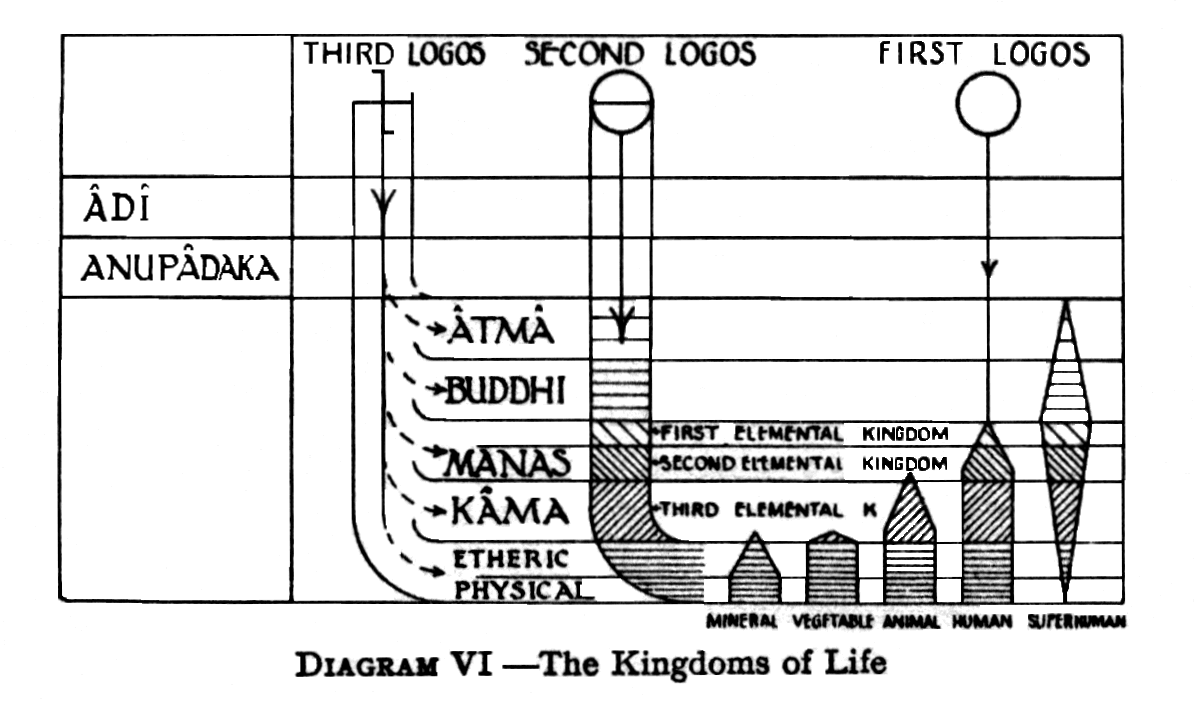 THIRD LOGOS SECOND LOGOS FIRST LOGOS
ÂDÎ
ANUPÂDAKA
ÂTMÂ
BUDDHI
FIRST ELEMENTAL KINGDOM
MANAS
SECOND ELEMENTAL KINGDOM
KÂMA
THIRD ELEMENTAL K
ETHERIC
PHYSICAL
MINERAL VEGETABLE ANIMAL HUMAN SUPERHUMAN
DIAGRAM VI —The Kingdoms of Life